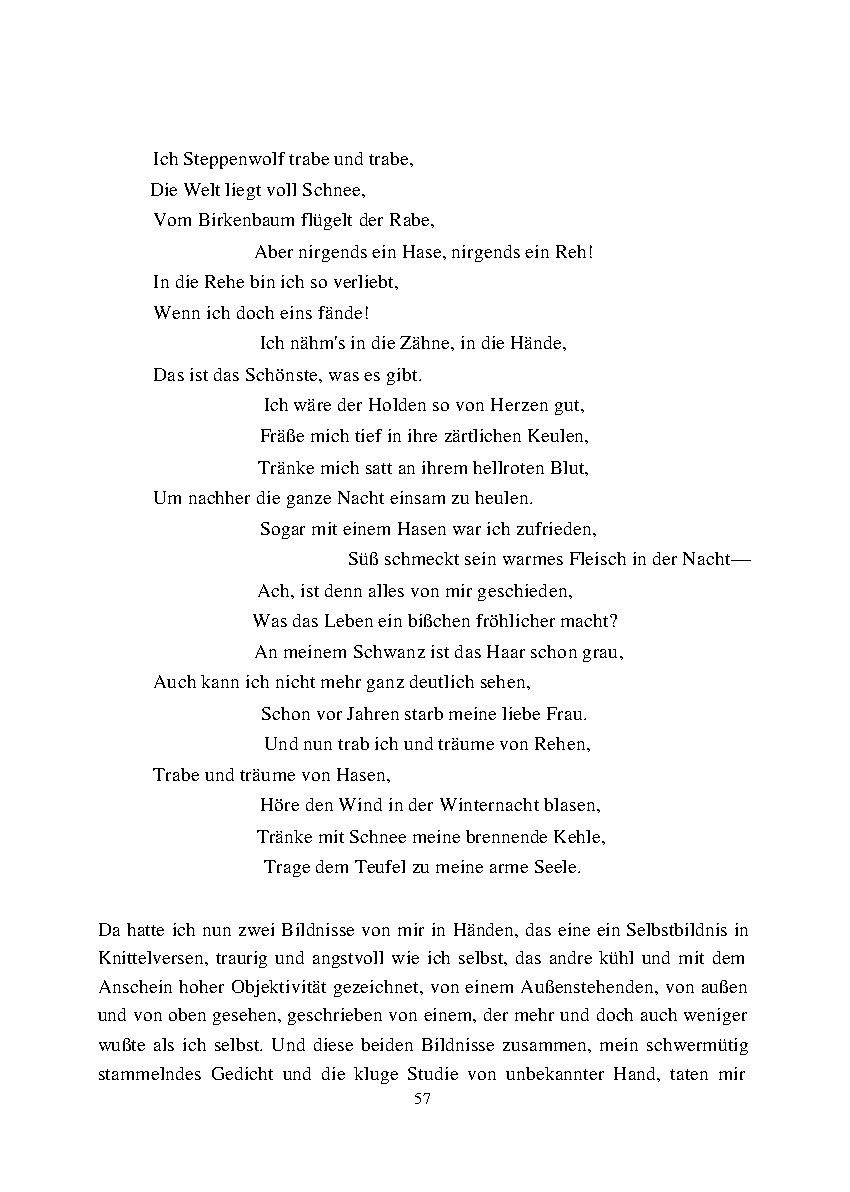 Ich Steppenwolf trabe und trabe,
Die Welt liegt voll Schnee,
Vom Birkenbaum flügelt der Rabe,
Aber nirgends ein Hase, nirgends ein Reh!
In die Rehe bin ich so verliebt,
Wenn ich doch eins fände!
Ich nähm's in die Zähne, in die Hände,
Das ist das Schönste, was es gibt.
Ich wäre der Holden so von Herzen gut,
Fräße mich tief in ihre zärtlichen Keulen,
Tränke mich satt an ihrem hellroten Blut,
Um nachher die ganze Nacht einsam zu heulen.
Sogar mit einem Hasen war ich zufrieden,
Süß schmeckt sein warmes Fleisch in der Nacht—
Ach, ist denn alles von mir geschieden,
Was das Leben ein bißchen fröhlicher macht?
An meinem Schwanz ist das Haar schon grau,
Auch kann ich nicht mehr ganz deutlich sehen,
Schon vor Jahren starb meine liebe Frau.
Und nun trab ich und träume von Rehen,
Trabe und träume von Hasen,
Höre den Wind in der Winternacht blasen,
Tränke mit Schnee meine brennende Kehle,
Trage dem Teufel zu meine arme Seele.
Da hatte ich nun zwei Bildnisse von mir in Händen, das eine ein Selbstbildnis in
Knittelversen, traurig und angstvoll wie ich selbst, das andre kühl und mit dem
Anschein hoher Objektivität gezeichnet, von einem Außenstehenden, von außen
und von oben gesehen, geschrieben von einem, der mehr und doch auch weniger
wußte als ich selbst. Und diese beiden Bildnisse zusammen, mein schwermütig
stammelndes Gedicht und die kluge Studie von unbekannter Hand, taten mir
57